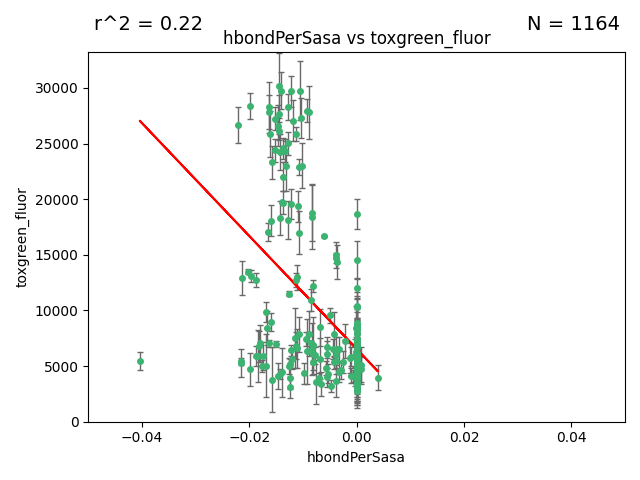 r^2 = 0.22
N = 1164
hbondPerSasa vs toxgreen_fluor
toxgreen_fluor
30000
25000
20000
15000
10000
5000
0
−0.04
−0.02
0.00
0.02
0.04
hbondPerSasa